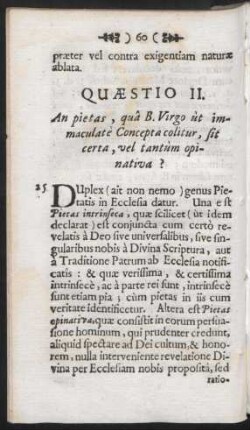 ) 60 (
præter vel contra exigentiam naturæ
ablata.
QUÆSTIO II.
An pietas, quâ B. Virgo ùt im-
maculatè Concepta colitur, sit
certa, vel tantùm opi-
nativa?
25 DUplex (ait non nemo) genus Pie-
tatis in Ecclesia datur. Una est
Pietas intrinseca, quæ scilicet (ùt idem
declarat) est conjuncta cum certò re-
velatis à Deo sive universalibus, sive sin-
gularibus nobis à Divina Scriptura, aut
à Traditione Patrum ab Ecclesia notifi-
catis: & quæ verissima, & certissima
intrinsecè, ac à parte rei sunt, intrinsecè
sunt etiam pia; cùm pietas in iis cum
veritate identificetur. Altera est Pietas
opinativa, quæ consistit in eorum persua-
sione hominum, qui prudenter credunt,
aliquid spectare ad Dei cultum, & hono-
rem, nulla interveniente revelatione Di-
vina per Ecclesiam nobis proposita, sed
ratio-